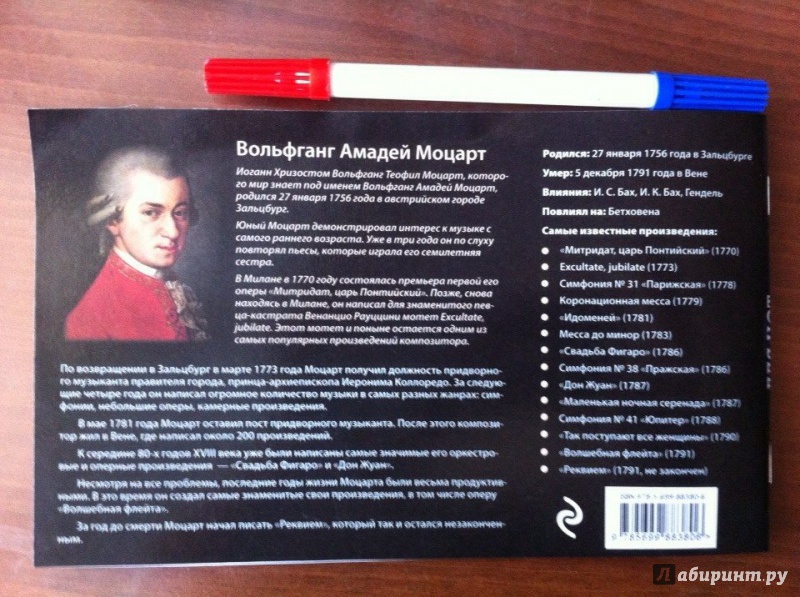 Вольфганг Амадей Моцарт
Иоганн Хризостом Вольфганг Теофил Моцарт, которо-
го мир знает под именем Вольфганг Амадей Моцарт,
родился 27 января 1756 года в австрийском городе
Зальцбург.
Юный Моцарт демонстрировал интерес к музыке с
самого раннего возраста. Уже в три года он по слуху
повторял пьесы, которые играла его семилетняя
сестра.
В Милане в 1770 году состоялась премьера первой его
оперы «Митридат, царь Понтийский». Позже, снова
находясь в Милане, он написал для знаменитого пев-
ца-кастрата Венанцио Рауццини мотет Excultate,
jubilate. Этот мотет и поныне остается одним из
самых популярных произведений композитора.
По возвращении в Зальцбург в марте 1773 года Моцарт получил должность придворно-
го музыканта правителя города, принца-архиепископа Иеронима Коллоредо. За следую-
щие четыре года он написал огромное количество музыки в самых разных жанрах: сим-
фонии, небольшие оперы, камерные произведения.
В мае 1781 года Моцарт оставил пост придворного музыканта. После этого компози-
тор жил в Вене, где написал около 200 произведений.
К середине 80-х годов XVIII века уже были написаны самые значимые его оркестро-
вые и оперные произведения — «Свадьба Фигаро» и «Дон Жуан».
Несмотря на все проблемы, последние годы жизни Моцарта были весьма продуктив-
ными. В это время он создал самые знаменитые свои произведения, в том числе оперу
«Волшебная флейта».
За год до смерти Моцарт начал писать «Реквием», который так и остался незакончен-
ным.
Родился: 27 января 1756 года в Зальцбурге
Умер: 5 декабря 1791 года в Вене
Влияния: И. С. Бах, И. К. Бах, Гендель
Повлиял на: Бетховена
Самые известные произведения:
• «Митридат, царь Понтийский» (1770)
• Excultate, jubilate (1773)
• Симфония № 31 «Парижская» (1778)
• Коронационная месса (1779)
• «Идоменей» (1781)
• Месса до минор (1783)
• «Свадьба Фигаро» (1786)
• Симфония № 38 «Пражская» (1786)
• «Дон Жуан» (1787)
• «Маленькая ночная серенада» (1787)
• Симфония № 41 «Юпитер» (1788)
• «Так поступают все женщины» (1790)
• «Волшебная флейта» (1791)
• «Реквием» (1791, не закончен)
ISBN 978-5-699-88380-6
9 785699 883806
Лабиринт.ру